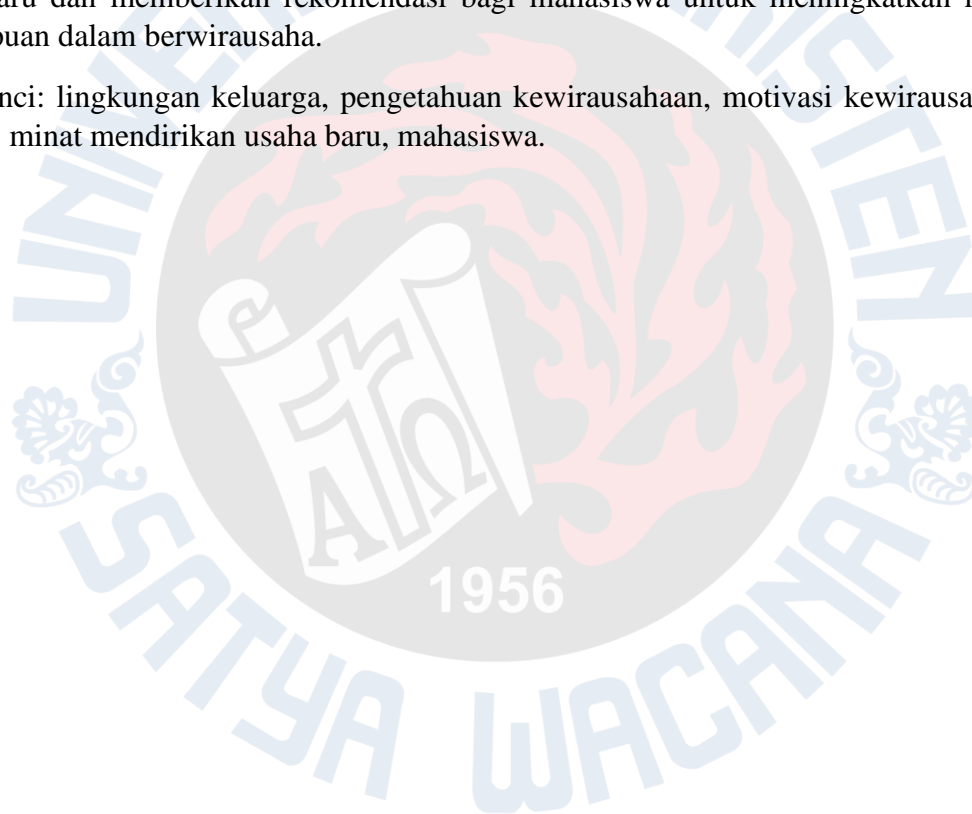 aru dan memberikan rekomendasi bagi mahasiswa untuk meningkatkan
puan dalam berwirausaha.
nci: lingkungan keluarga, pengetahuan kewirausahaan, motivasi kewirausa
minat mendirikan usaha baru, mahasiswa.
ΑΩ
1956
SATYA WACANA